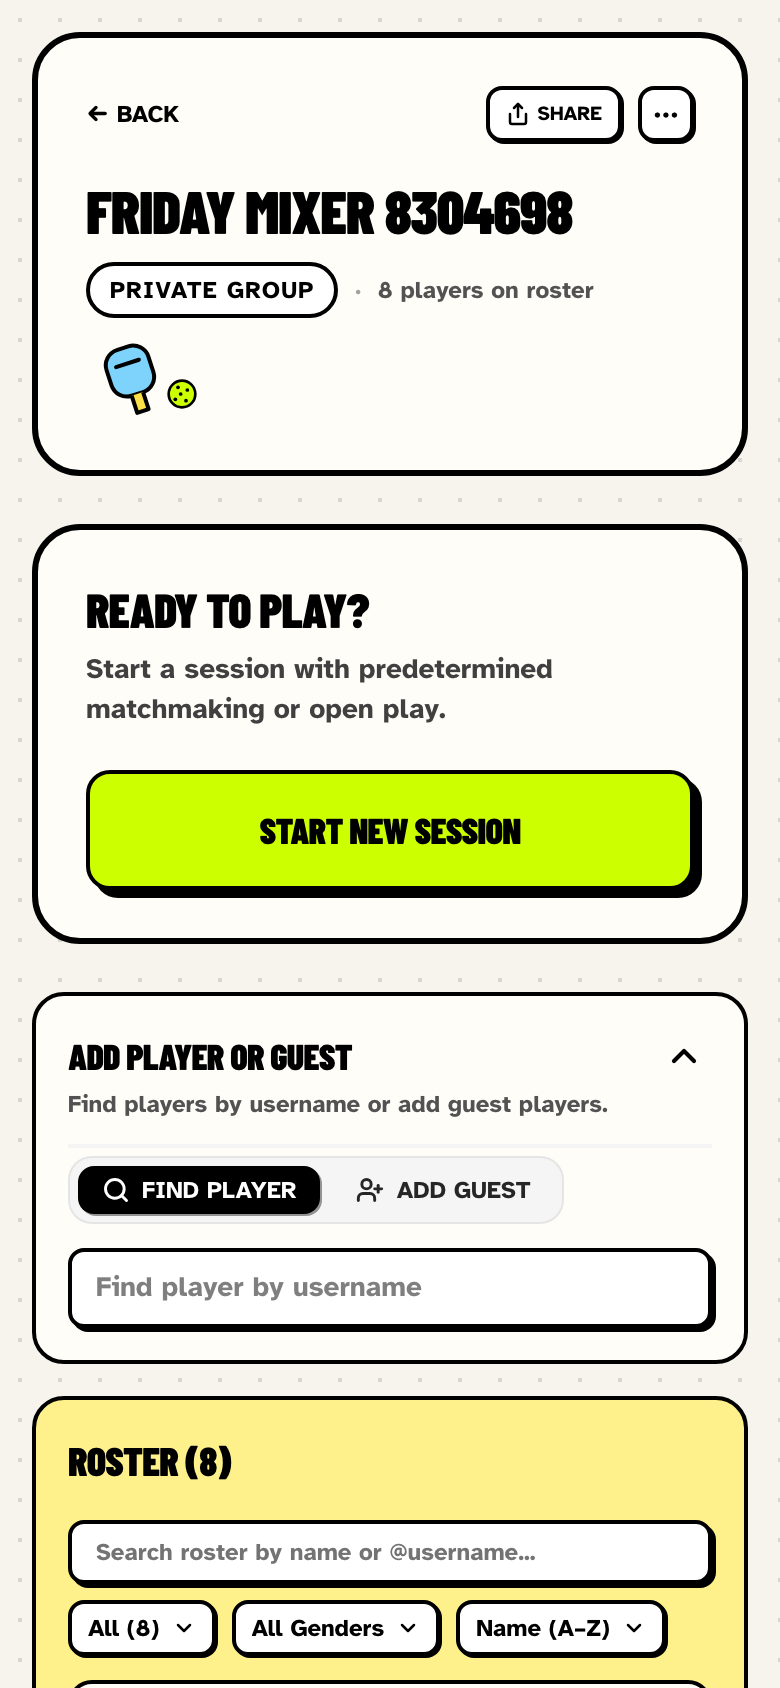 BACK
SHARE
FRIDAY MIXER 8304698
PRIVATE GROUP · 8 players on roster
READY TO PLAY?
Start a session with predetermined
matchmaking or open play.
START NEW SESSION
ADD PLAYER OR GUEST
Find players by username or add guest players.
FIND PLAYER ADD GUEST
Find player by username
ROSTER (8)
Search roster by name or @username...
All (8) All Genders Name (A–Z)